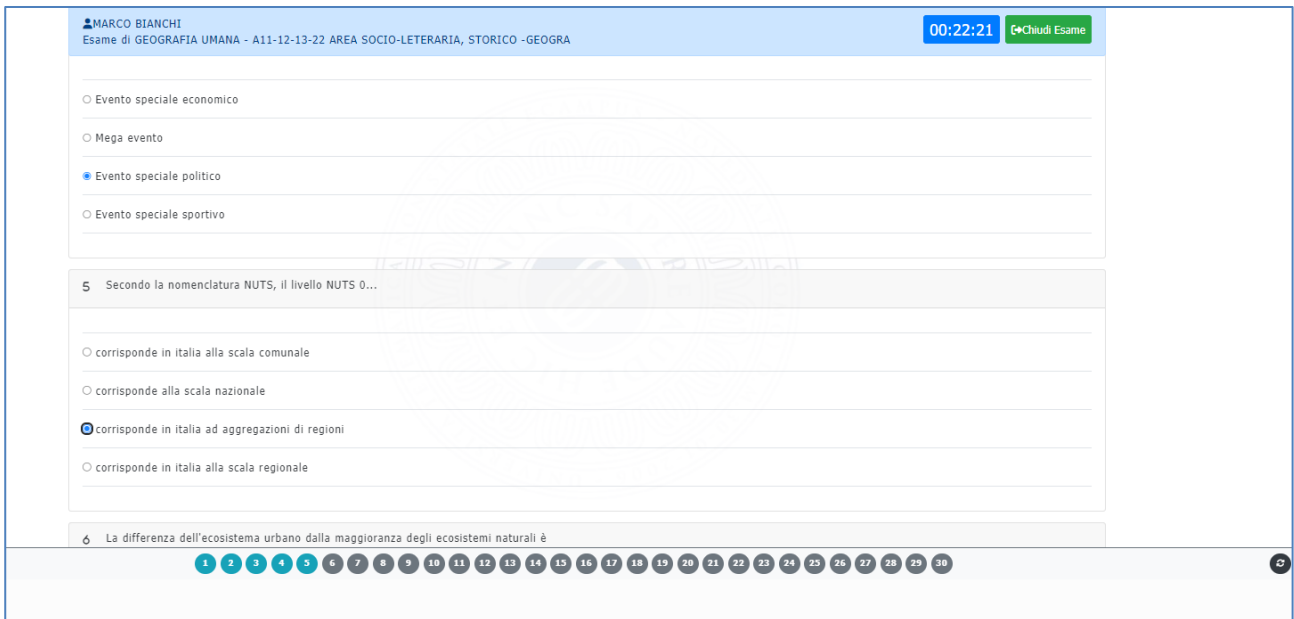 MARCO BIANCHI
Esame di GEOGRAFIA UMANA - A11-12-13-22 AREA SOCIO-LETERARIA, STORICO -GEOGRA
00:22:21
Chiudi Esame
Evento speciale economico
Mega evento
Evento speciale politico
Evento speciale sportivo
5 Secondo la nomenclatura NUTS, il livello NUTS 0...
corrisponde in italia alla scala comunale
corrisponde alla scala nazionale
corrisponde in italia ad aggregazioni di regioni
corrisponde in italia alla scala regionale
6 La differenza dell'ecosistema urbano dalla maggioranza degli ecosistemi naturali è
1 2 3 4 5 6 7 8 9 10 11 12 13 14 15 16 17 18 19 20 21 22 23 24 25 26 27 28 29 30